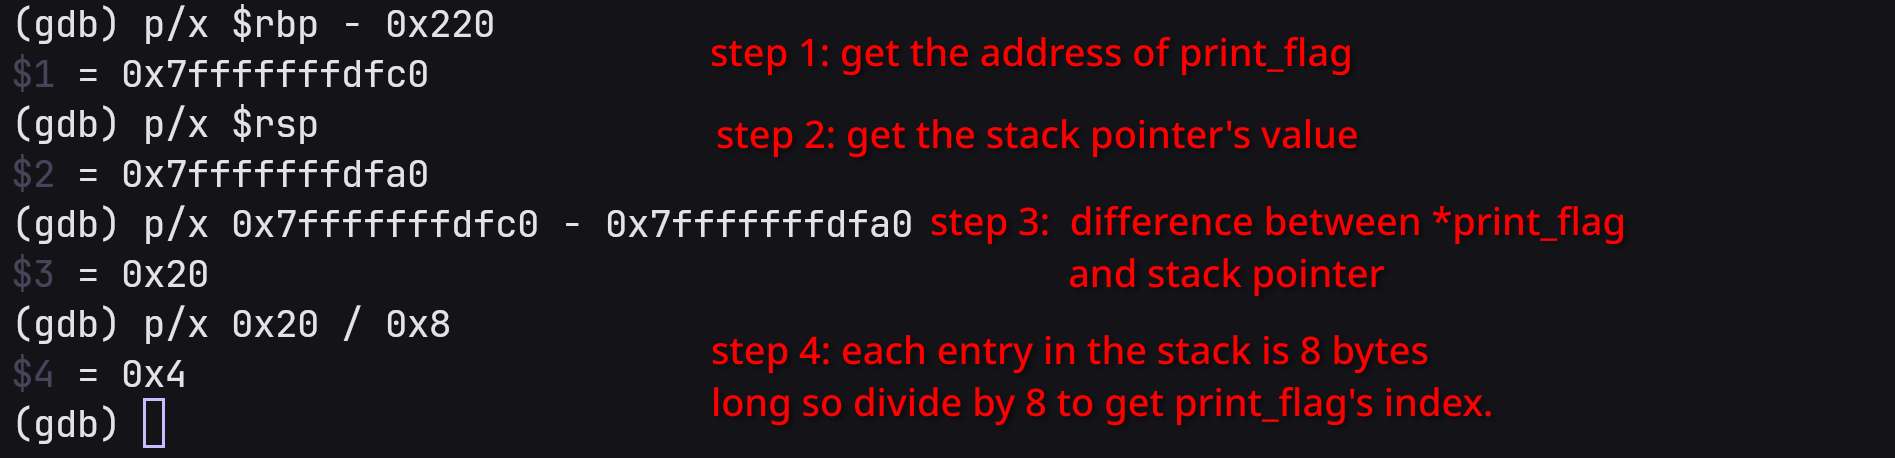 (gdb) p/x $rbp - 0x220
$1 = 0x7fffffffdfc0
step 1: get the address of print_flag
(gdb) p/x $rsp
$2 = 0x7fffffffdfa0
step 2: get the stack pointer's value
(gdb) p/x 0x7fffffffdfc0 - 0x7fffffffdfa0
$3 = 0x20
step 3: difference between *print_flag
and stack pointer
(gdb) p/x 0x20 / 0x8
$4 = 0x4
(gdb)
step 4: each entry in the stack is 8 bytes
long so divide by 8 to get print_flag's index.